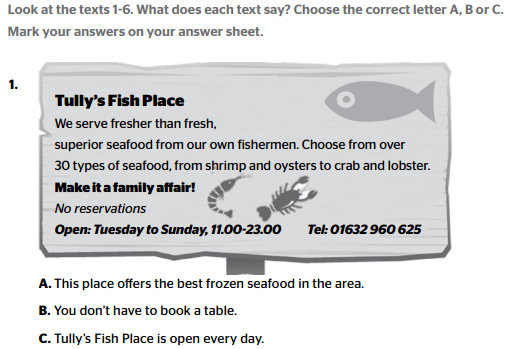 Look at the texts 1-6. What does each text say? Choose the correct letter A, B or C.
Mark your answers on your answer sheet.
1.
Tully's Fish Place
We serve fresher than fresh,
superior seafood from our own fishermen. Choose from over
30 types of seafood, from shrimp and oysters to crab and lobster.
Make it a family affair!
No reservations
Open: Tuesday to Sunday, 11.00-23.00 Tel: 01632 960 625
A. This place offers the best frozen seafood in the area.
B. You don't have to book a table.
C. Tully's Fish Place is open every day.